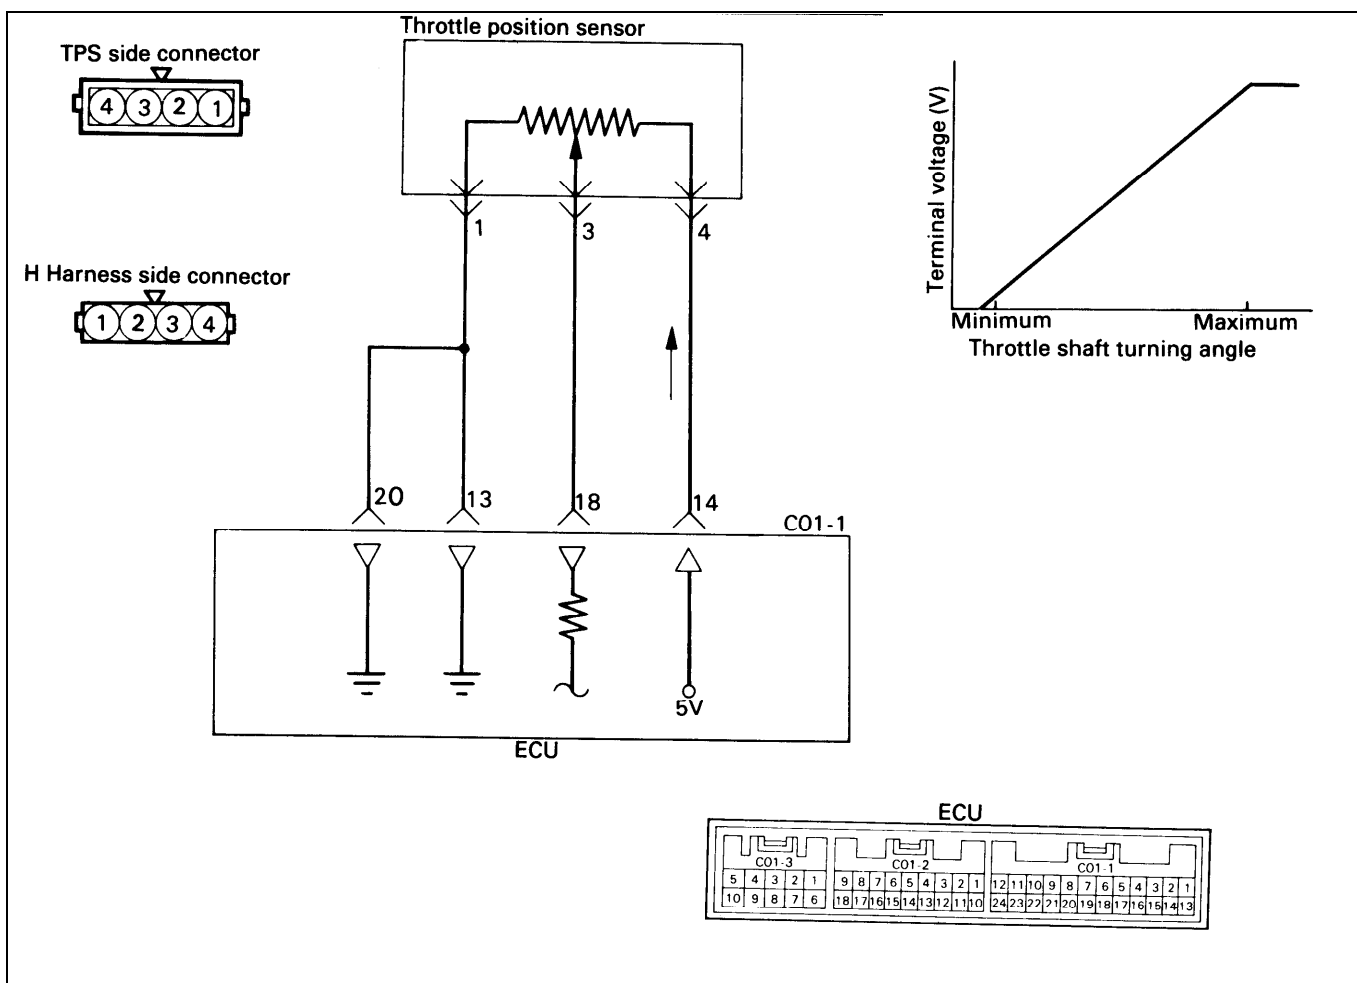 Throttle position sensor
TPS side connector
4 3 2 1
1 3 4
H Harness side connector
1 2 3 4
20 13 18 14
C01-1
5V
ECU
Terminal voltage (V)
Minimum Maximum
Throttle shaft turning angle
ECU
C01-3 C01-2 C01-1
5 4 3 2 1 9 8 7 6 5 4 3 2 1 12 11 10 9 8 7 6 5 4 3 2 1
10 9 8 7 6 18 17 16 15 14 13 12 11 10 24 23 22 21 20 19 18 17 16 15 14 13